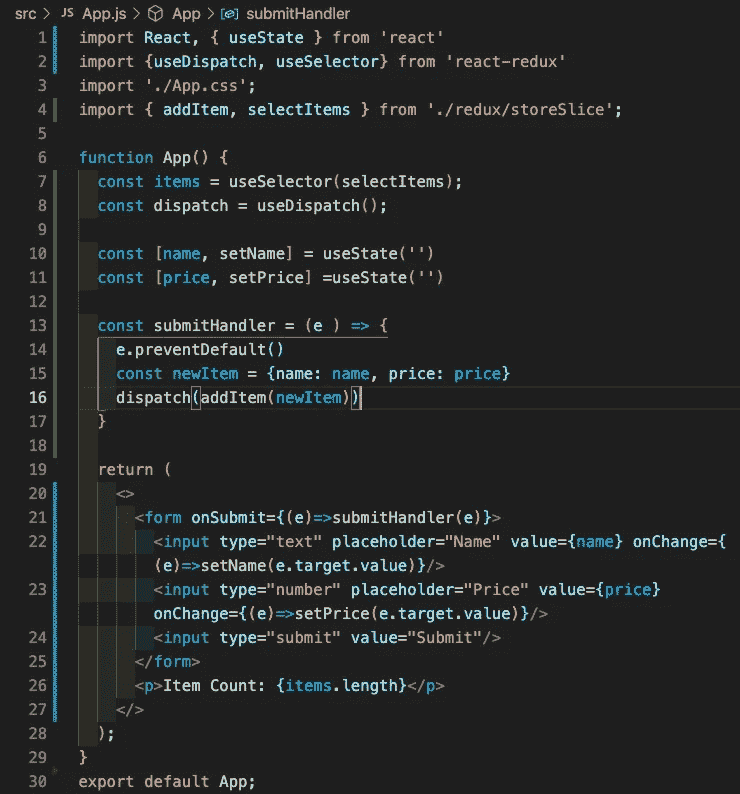 src > JS App.js > App > submitHandler
1 import React, { useState } from 'react'
2 import {useDispatch, useSelector} from 'react-redux'
3 import './App.css';
4 import { addItem, selectItems } from './redux/storeSlice';
5
6 function App() {
7   const items = useSelector(selectItems);
8   const dispatch = useDispatch();
9
10   const [name, setName] = useState('')
11   const [price, setPrice] =useState('')
12
13   const submitHandler = (e ) => {
14     e.preventDefault()
15     const newItem = {name: name, price: price}
16     dispatch(addItem(newItem))
17   }
18
19   return (
20     <>
21       <form onSubmit={(e)=>submitHandler(e)}>
22         <input type="text" placeholder="Name" value={name} onChange={
(e)=>setName(e.target.value)}/>
23         <input type="number" placeholder="Price" value={price}
onChange={(e)=>setPrice(e.target.value)}/>
24         <input type="submit" value="Submit"/>
25       </form>
26       <p>Item Count: {items.length}</p>
27     </>
28   );
29 }
30 export default App;